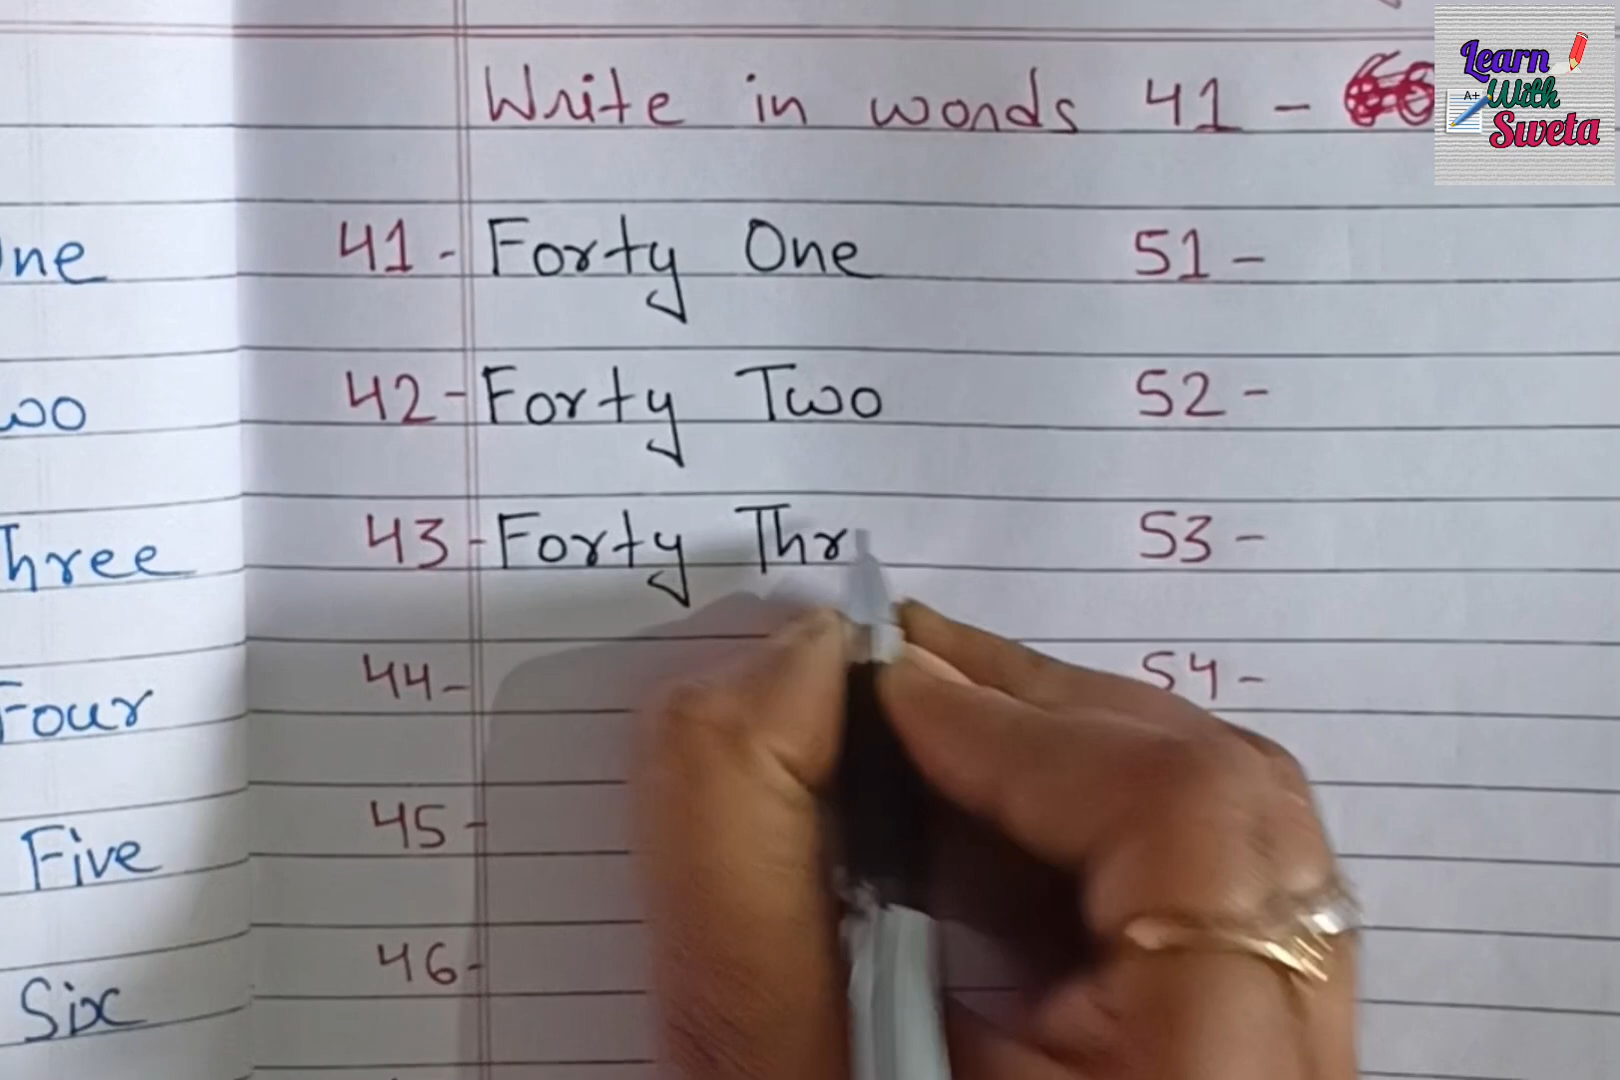 Write in words 41 -
Learn
With
Sweta
A+
ne
41 - Forty One
51 -
wo
42 - Forty Two
52 -
Three
43 - Forty Thr
53 -
Four
44 -
54 -
Five
45 -
Six
46 -